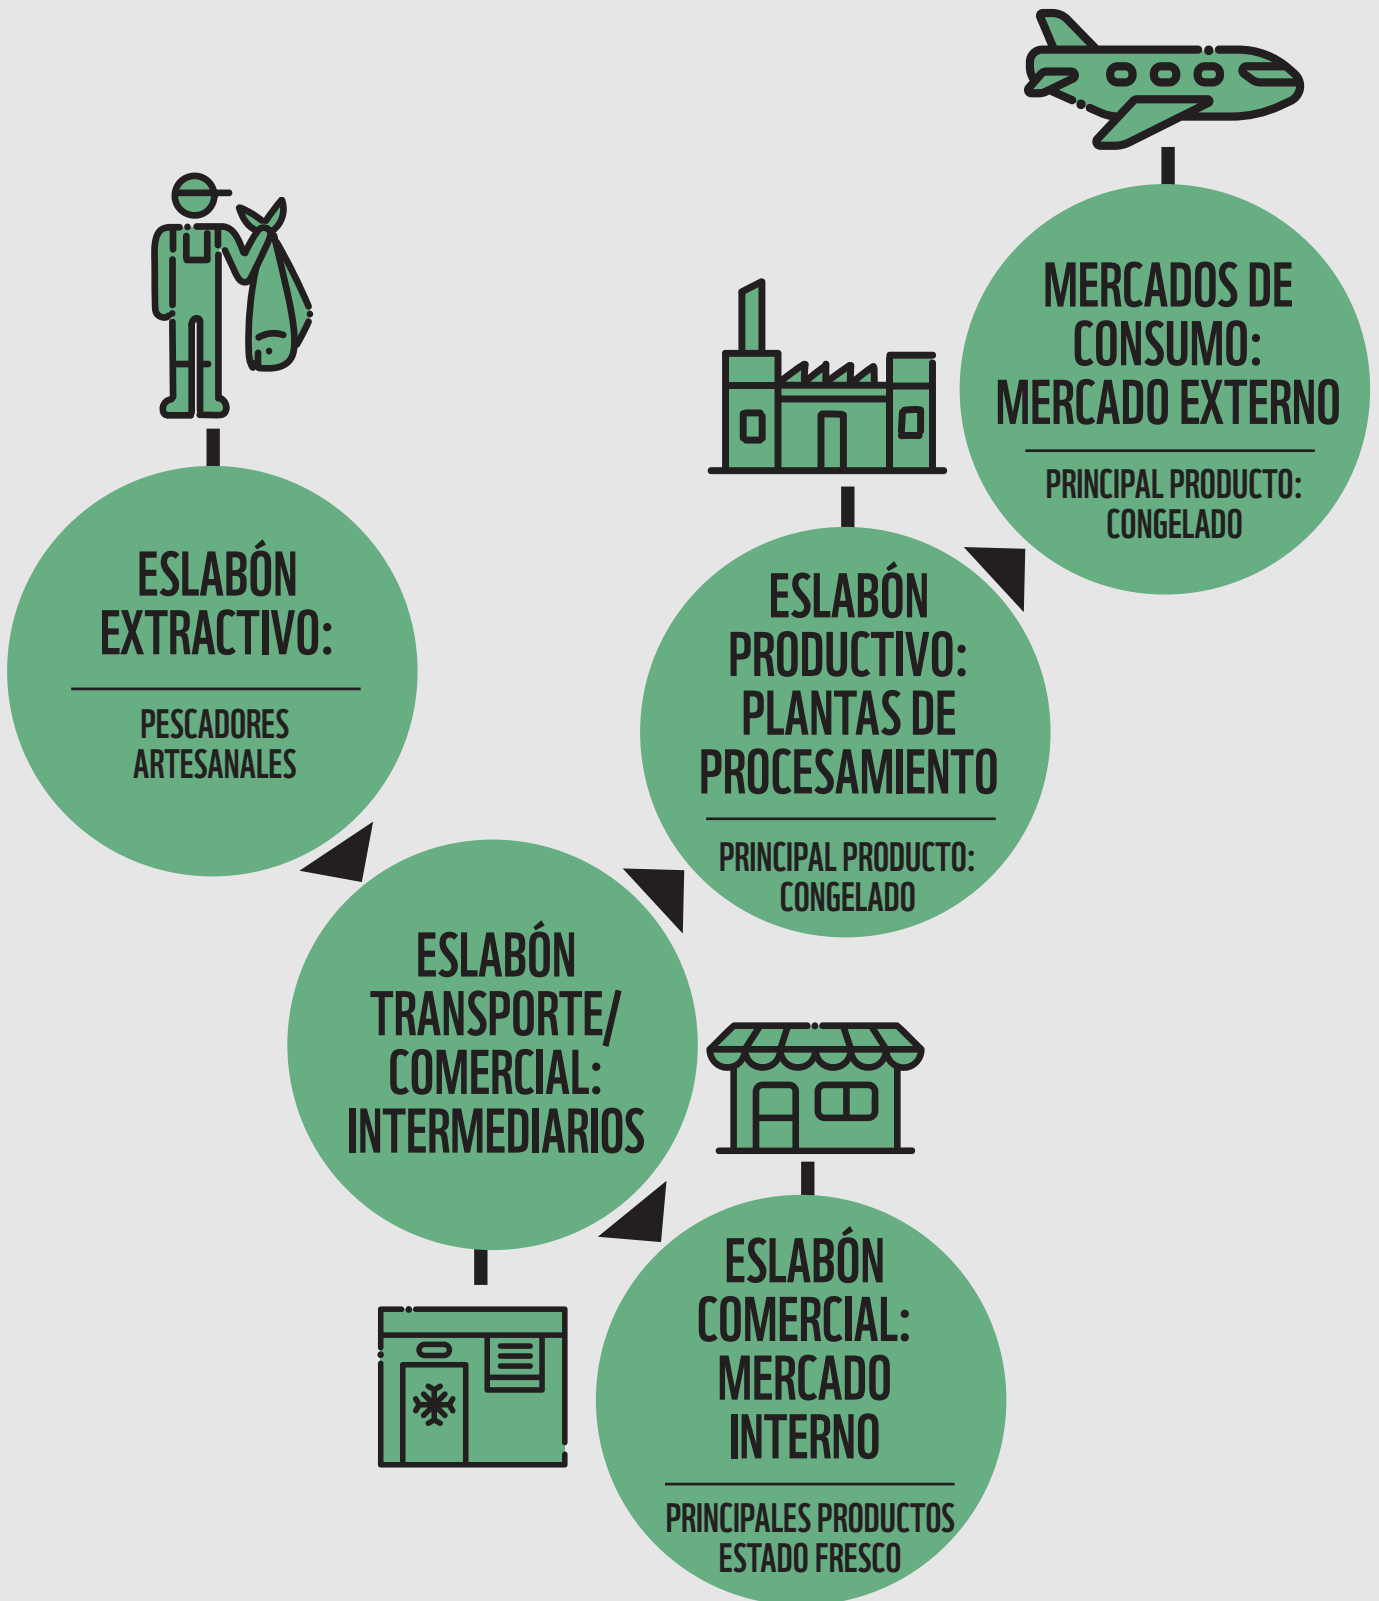 MERCADOS DE
CONSUMO:
MERCADO EXTERNO
PRINCIPAL PRODUCTO:
CONGELADO
ESLABÓN
EXTRACTIVO:
PESCADORES
ARTESANALES
ESLABÓN
PRODUCTIVO:
PLANTAS DE
PROCESAMIENTO
PRINCIPAL PRODUCTO:
CONGELADO
ESLABÓN
TRANSPORTE/
COMERCIAL:
INTERMEDIARIOS
ESLABÓN
COMERCIAL:
MERCADO
INTERNO
PRINCIPALES PRODUCTOS
ESTADO FRESCO